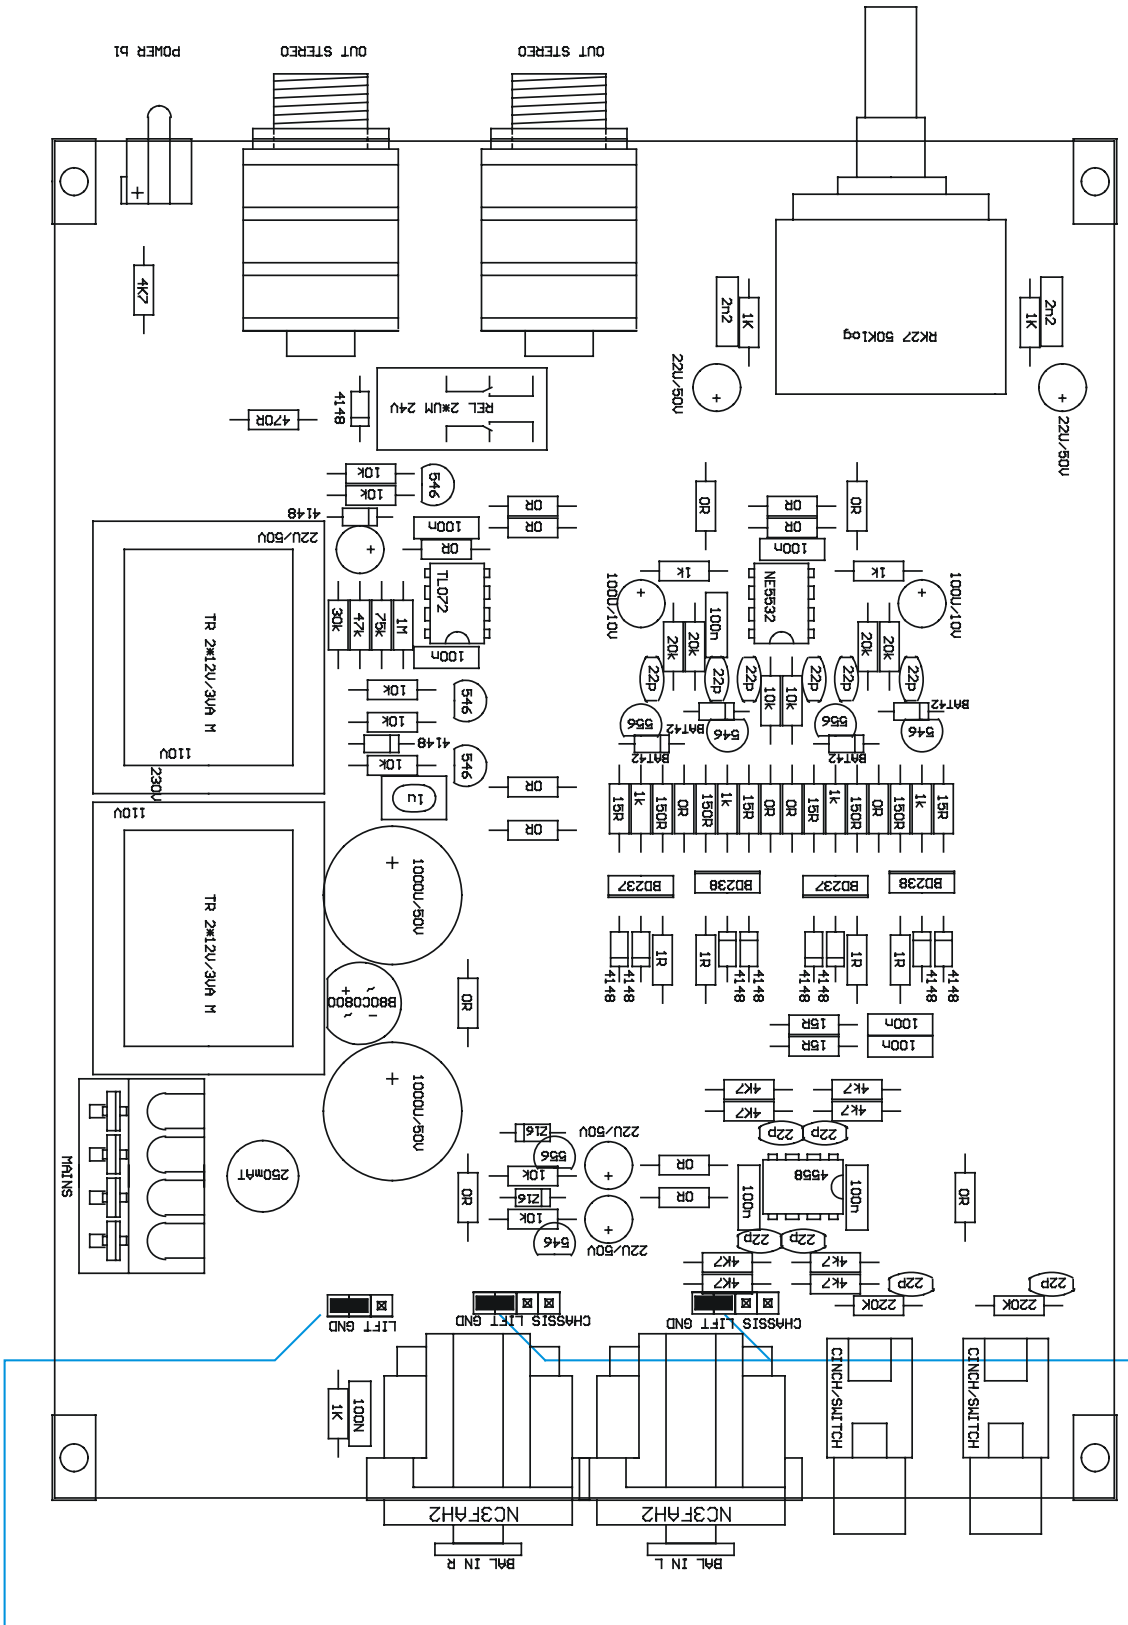 POWER bl
OUT STEREO
OUT STEREO
4K7
2n2
1K
RK27 50Klog
1K
2n2
22U/50V
22U/50V
470R
4148
REL 2*UM 24V
10k
10k
546
4148
22U/50V
100n
0R
0R
0R
0R
0R
0R
100n
0R
TR 2*12V/3VA M
110V
230V
30k
47k
75k
1M
TL072
100n
1k
NE5532
1k
100U/10V
100U/10V
20k
20k
100n
20k
20k
22p
22p
22p
22p
22p
22p
10k
10k
10k
546
10k
4148
10k
546
1u
556
BAT42
546
BAT42
556
BAT42
546
BAT42
0R
0R
15R
1k
150R
0R
150R
1k
15R
0R
0R
15R
1k
150R
0R
150R
1k
15R
110V
TR 2*12V/3VA M
1000U/50V
BD237
BD238
BD237
BD238
4148
4148
1R
1R
4148
4148
4148
4148
1R
1R
4148
4148
B80C0800
0R
15R
15R
100n
100n
1000U/50V
4k7
4K7
4k7
4k7
22p
22p
Z16
22U/50V
556
10k
Z16
10k
546
22U/50V
0R
0R
0R
100n
4558
100n
0R
22p
22p
MAINS
250mAT
4K7
4K7
4k7
4k7
22P
22P
220K
220K
LIFT GND
CHASSIS LIFT GND
CHASSIS LIFT GND
1K
100N
CINCH/SWITCH
CINCH/SWITCH
NC3FAH2
NC3FAH2
BAL IN R
BAL IN L